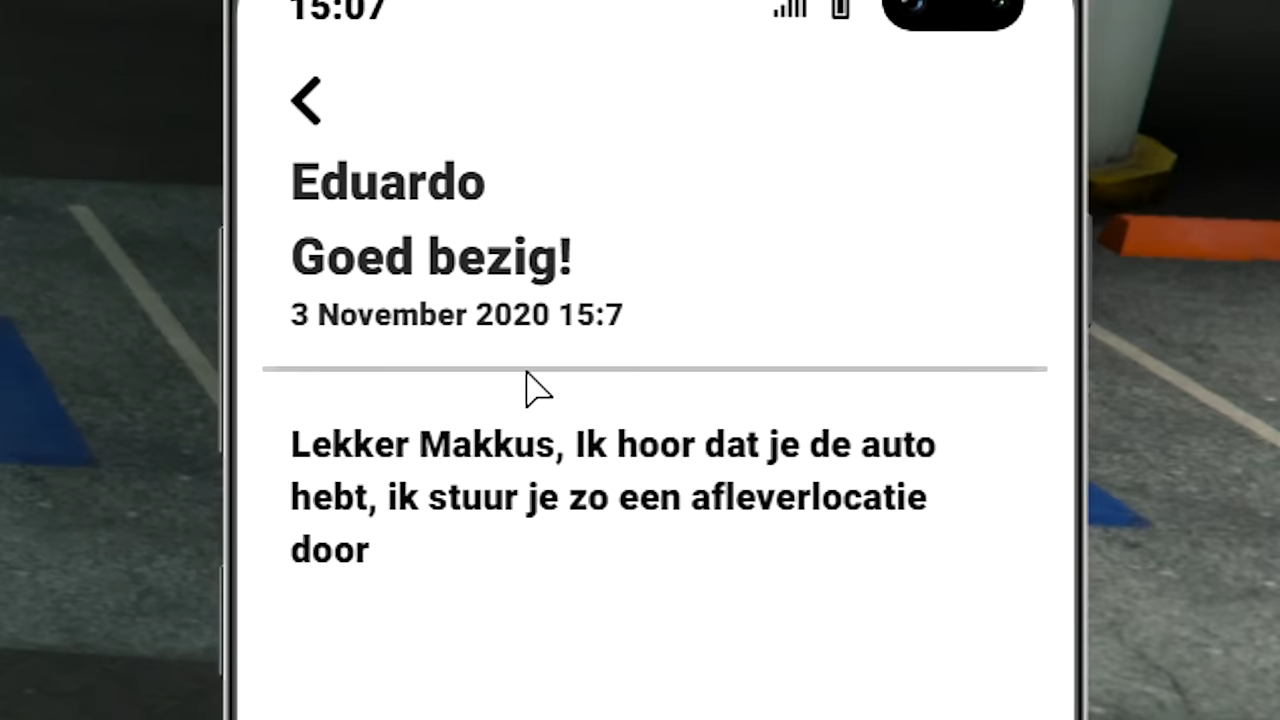 15:07
Eduardo
Goed bezig!
3 November 2020 15:7
Lekker Makkus, Ik hoor dat je de auto
hebt, ik stuur je zo een afleverlocatie
door